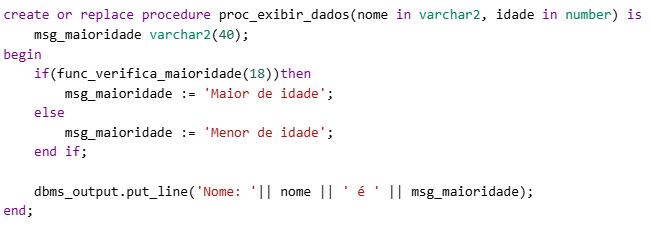 create or replace procedure proc_exibir_dados(nome in varchar2, idade in number) is
    msg_maioridade varchar2(40);
begin
    if(func_verifica_maioridade(18))then
        msg_maioridade := 'Maior de idade';
    else
        msg_maioridade := 'Menor de idade';
    end if;

    dbms_output.put_line('Nome: '|| nome || ' é ' || msg_maioridade);
end;